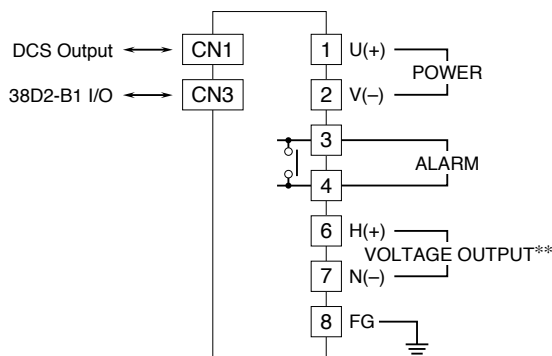 DCS Output CN1 1 U(+)
POWER
38D2-B1 I/O CN3 2 V(–)
3
ALARM
4
6 H(+)
VOLTAGE OUTPUT**
7 N(–)
8 FG